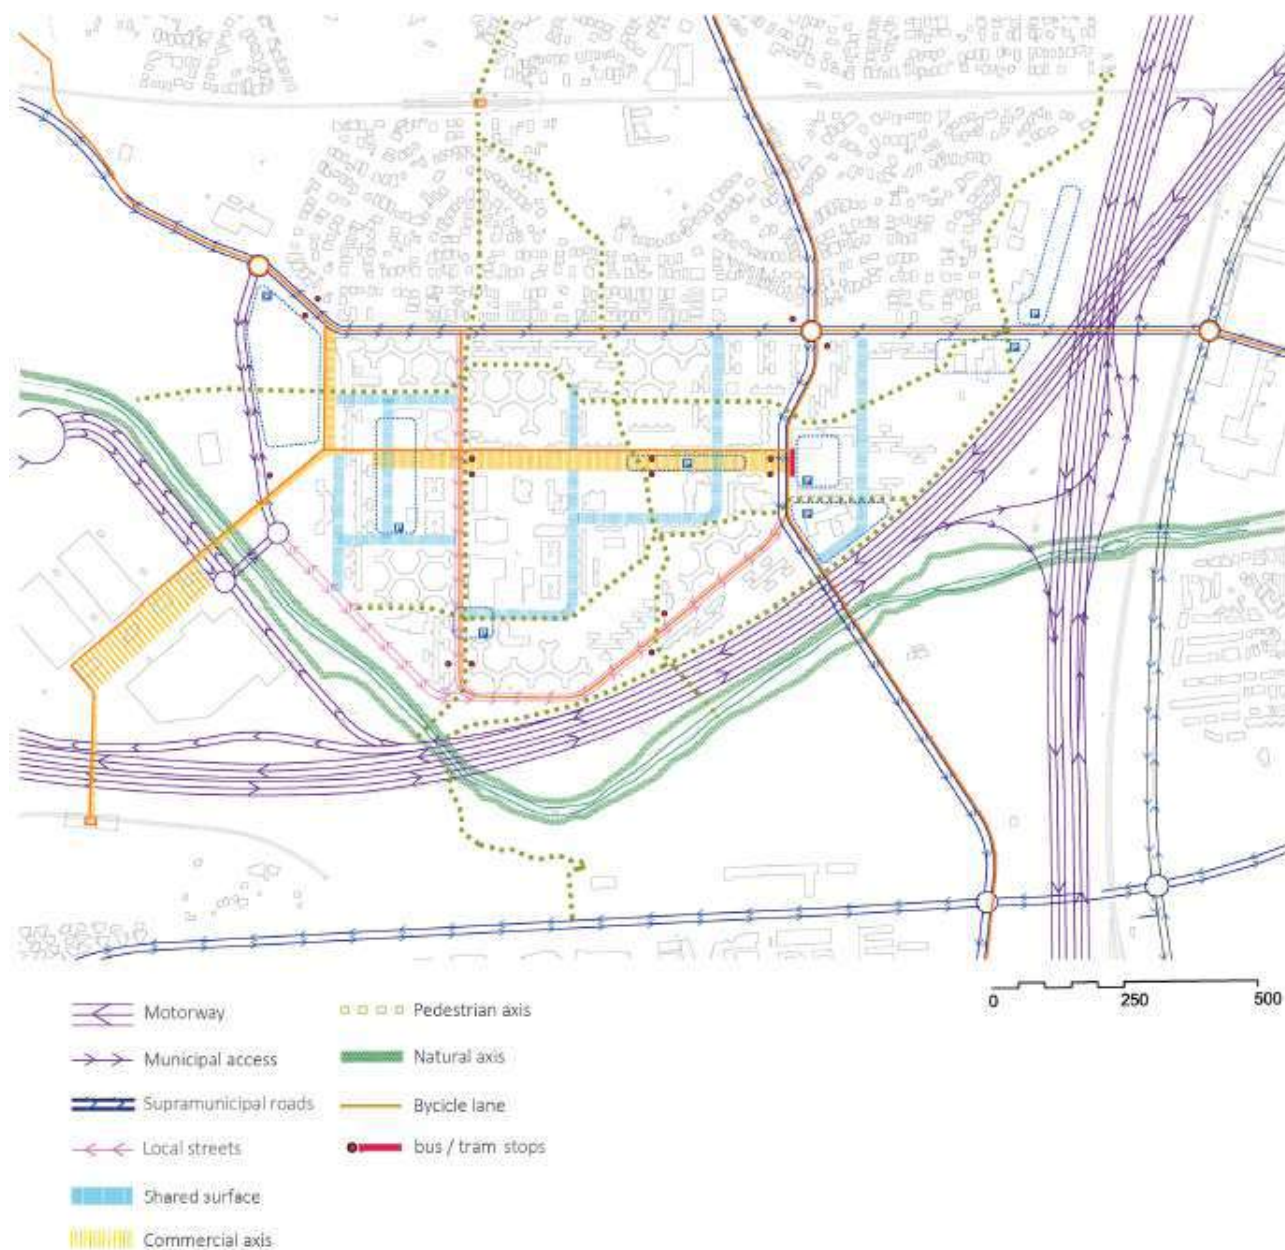 P
P
P
P
P
P
P
P
0
250
500
Motorway
Pedestrian axis
Municipal access
Natural axis
Supramunicipal roads
Bycicle lane
Local streets
bus / tram stops
Shared surface
Commercial axis